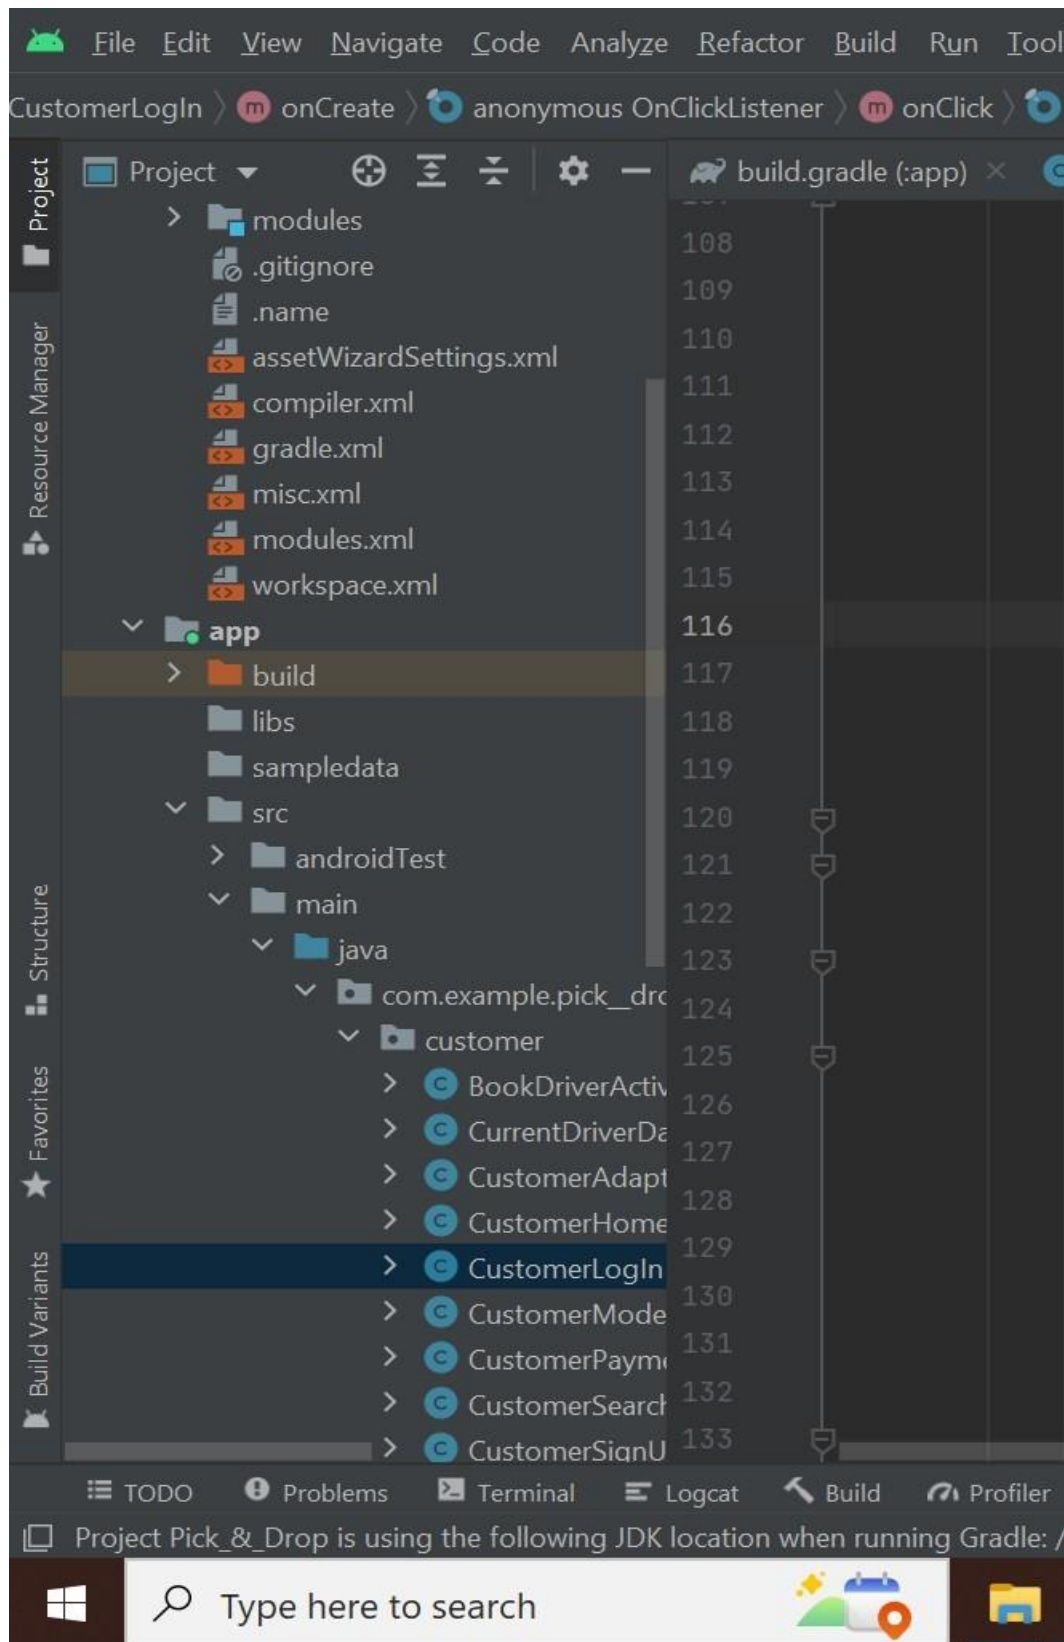 File Edit View Navigate Code Analyze Refactor Build Run Tool
CustomerLogIn m onCreate anonymous OnClickListener m onClick
Project
build.gradle (:app)
Project
Resource Manager
Structure
Favorites
Build Variants
modules
.gitignore
.name
assetWizardSettings.xml
compiler.xml
gradle.xml
misc.xml
modules.xml
workspace.xml
app
build
libs
sampledata
src
androidTest
main
java
com.example.pick__dro
customer
C BookDriverActiv
C CurrentDriverDa
C CustomerAdapt
C CustomerHome
C CustomerLogIn
C CustomerMode
C CustomerPayme
C CustomerSearch
C CustomerSignU
108
109
110
111
112
113
114
115
116
117
118
119
120
121
122
123
124
125
126
127
128
129
130
131
132
133
TODO Problems Terminal Logcat Build Profiler
Project Pick_&_Drop is using the following JDK location when running Gradle: /
Type here to search